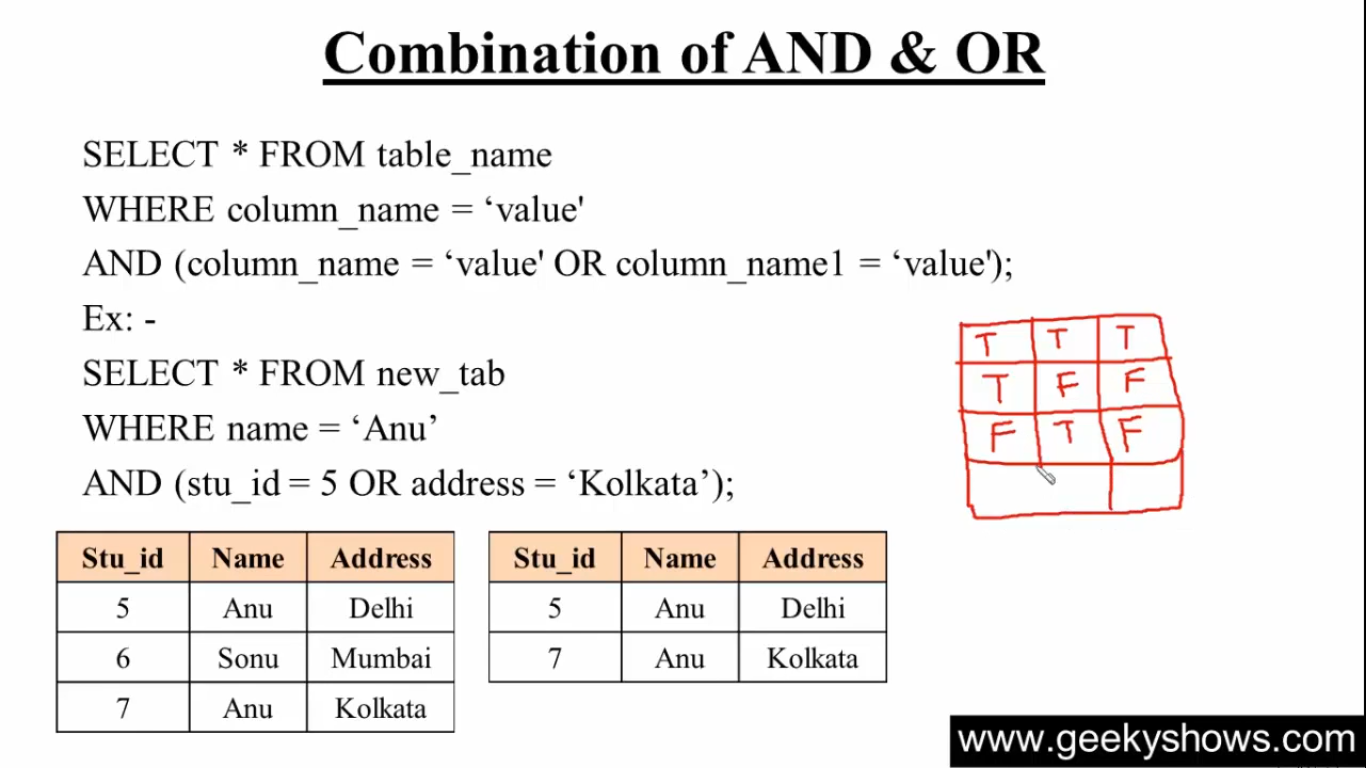 Combination of AND & OR
SELECT * FROM table_name
WHERE column_name = ‘value'
AND (column_name = ‘value' OR column_name1 = ‘value');
Ex: -
SELECT * FROM new_tab
WHERE name = ‘Anu’
AND (stu_id = 5 OR address = ‘Kolkata’);
T T T
T F F
F T F
Stu_id Name Address
5 Anu Delhi
6 Sonu Mumbai
7 Anu Kolkata
Stu_id Name Address
5 Anu Delhi
7 Anu Kolkata
www.geekyshows.com